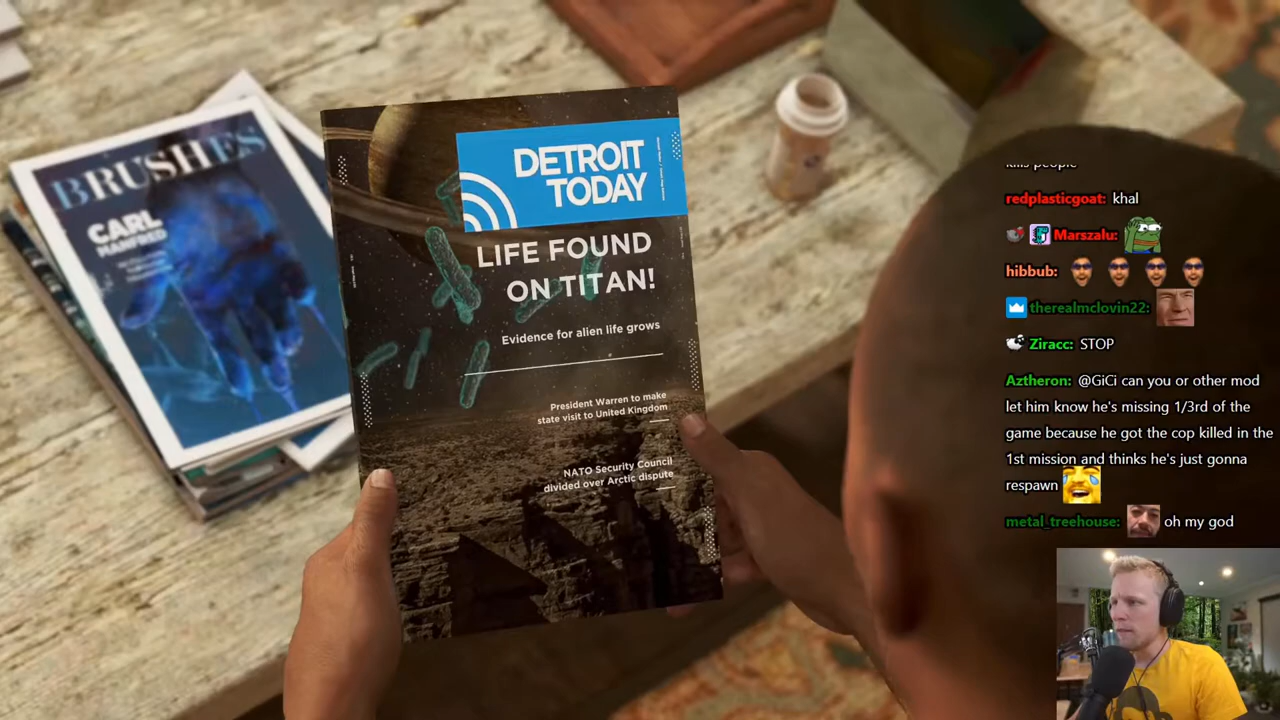 BRUSHES
CARL
MANFRED
DETROIT
TODAY
LIFE FOUND
ON TITAN!
Evidence for alien life grows
President Warren to make
state visit to United Kingdom
NATO Security Council
divided over Arctic dispute
kills people
redplasticgoat: khal
Marszalu:
hibbub:
therealmclovin22:
Ziracc: STOP
Aztheron: @GiCi can you or other mod
let him know he's missing 1/3rd of the
game because he got the cop killed in the
1st mission and thinks he's just gonna
respawn
metal_treehouse: oh my god